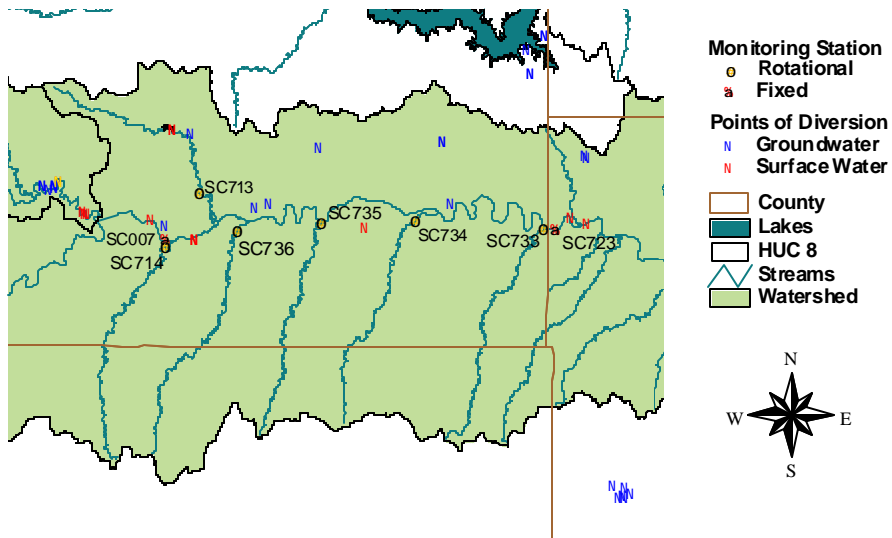 Monitoring Station
o Rotational
a Fixed
Points of Diversion
N Groundwater
N Surface Water
County
Lakes
HUC 8
Streams
Watershed
N
W E
S
SC713
SC735
SC007
SC736
SC734
SC733
SC723
SC714